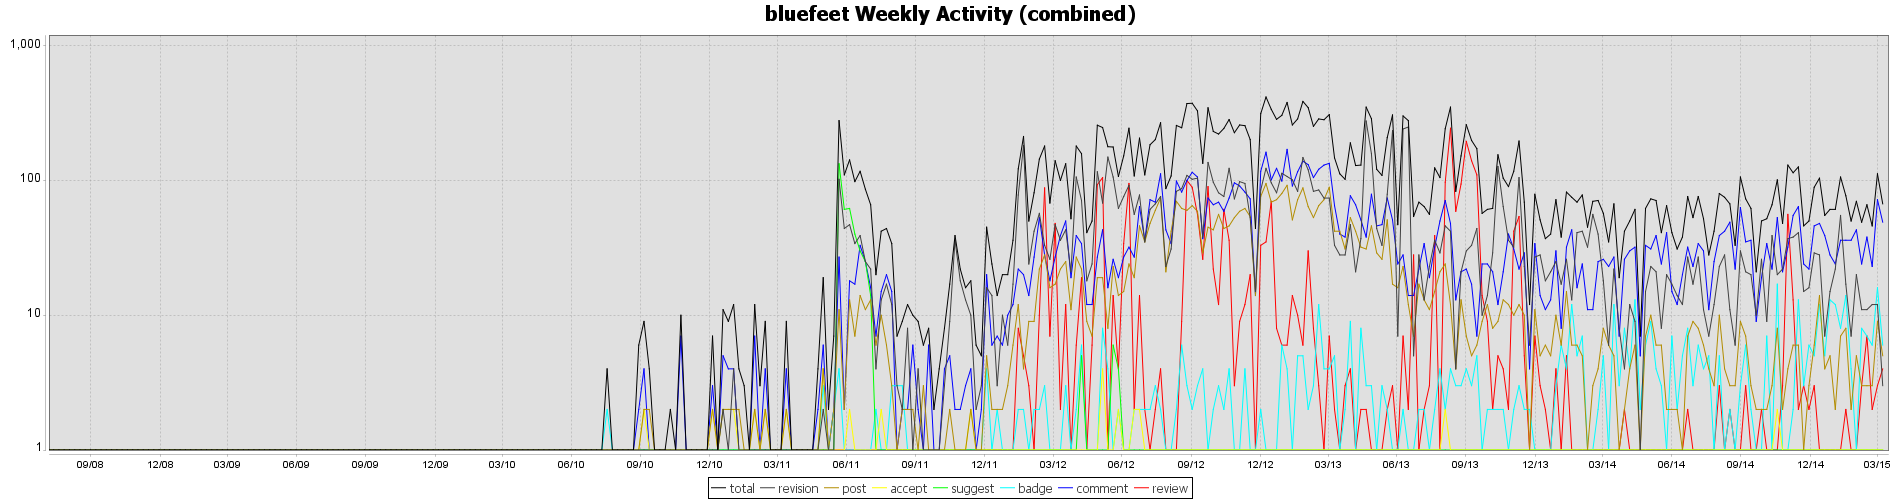 bluefeet Weekly Activity (combined)
1,000
100
10
1
09/08 12/08 03/09 06/09 09/09 12/09 03/10 06/10 09/10 12/10 03/11 06/11 09/11 12/11 03/12 06/12 09/12 12/12 03/13 06/13 09/13 12/13 03/14 06/14 09/14 12/14 03/15
total revision post accept suggest badge comment review